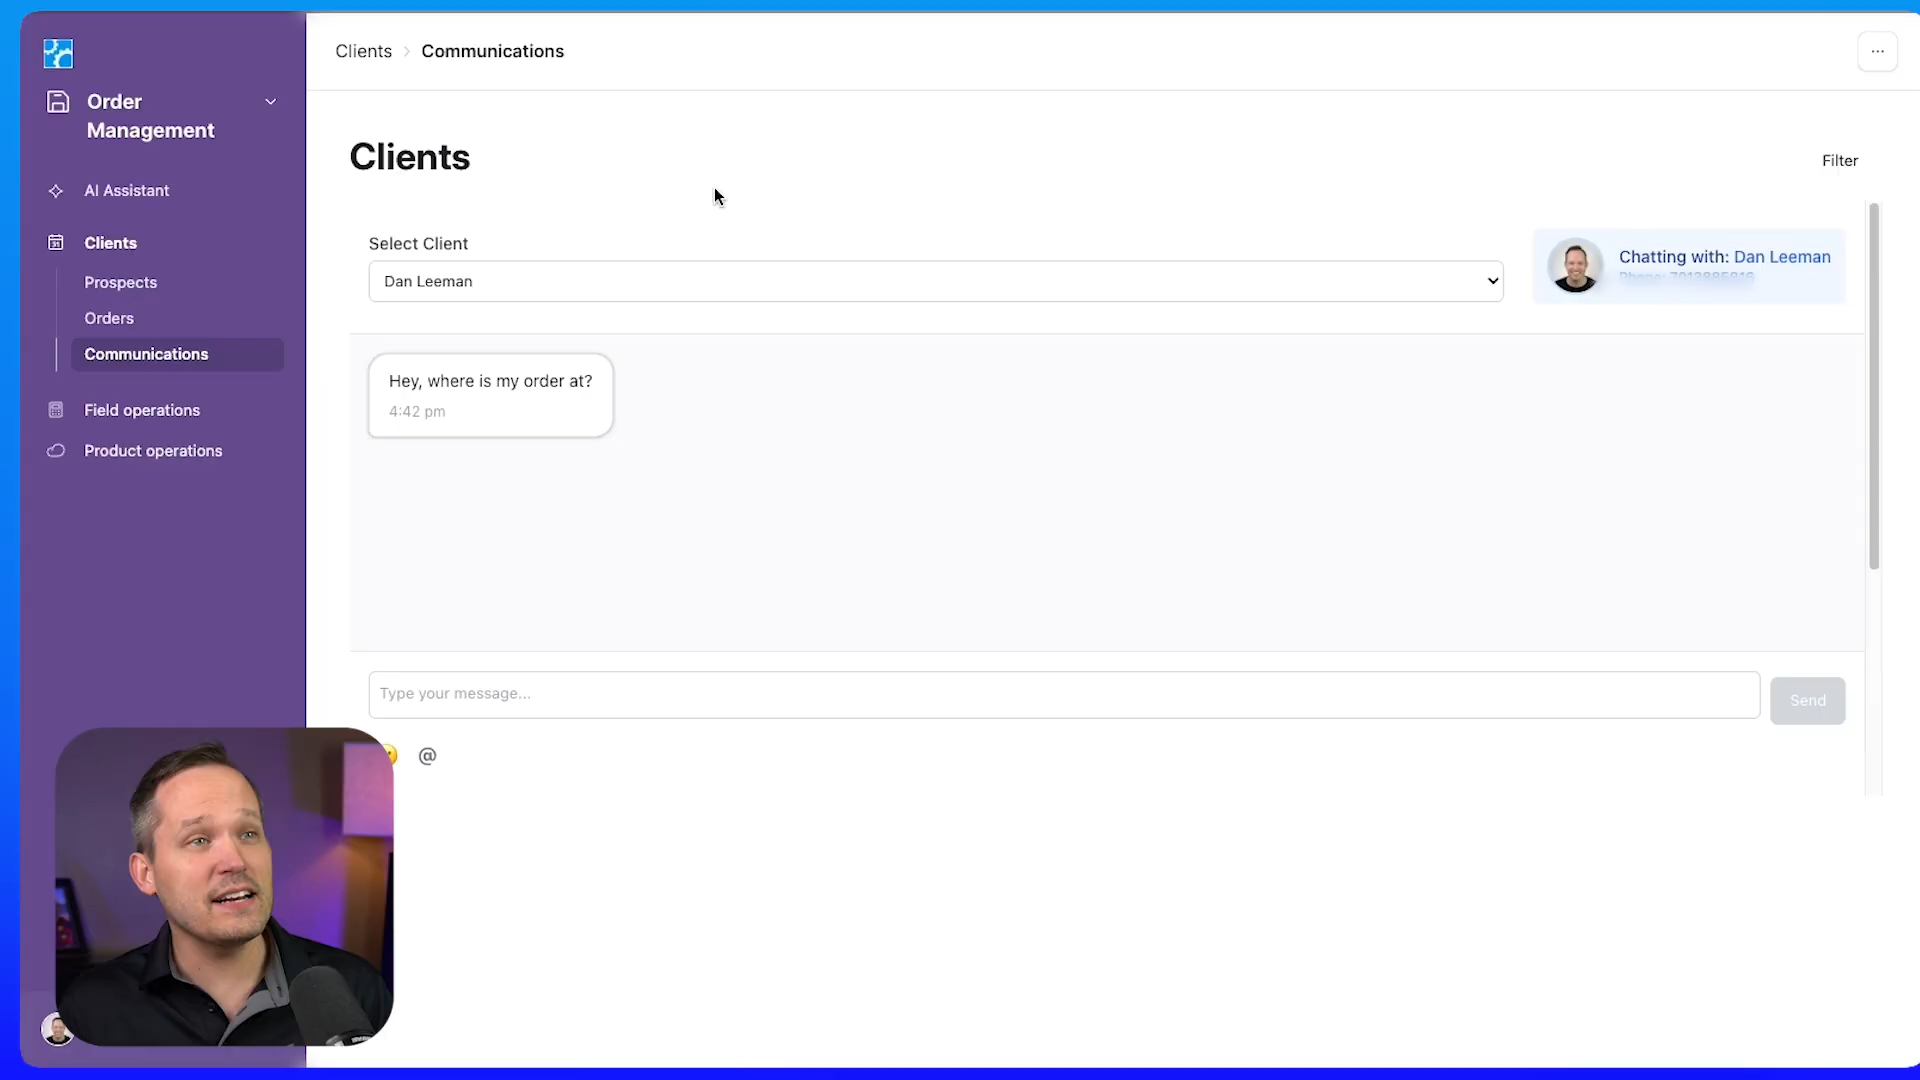 Clients > Communications
...
Order
Management
AI Assistant
Clients
Prospects
Orders
Communications
Field operations
Product operations
Clients
Filter
Select Client
Dan Leeman
Chatting with: Dan Leeman
Hey, where is my order at?
4:42 pm
Type your message...
Send
@